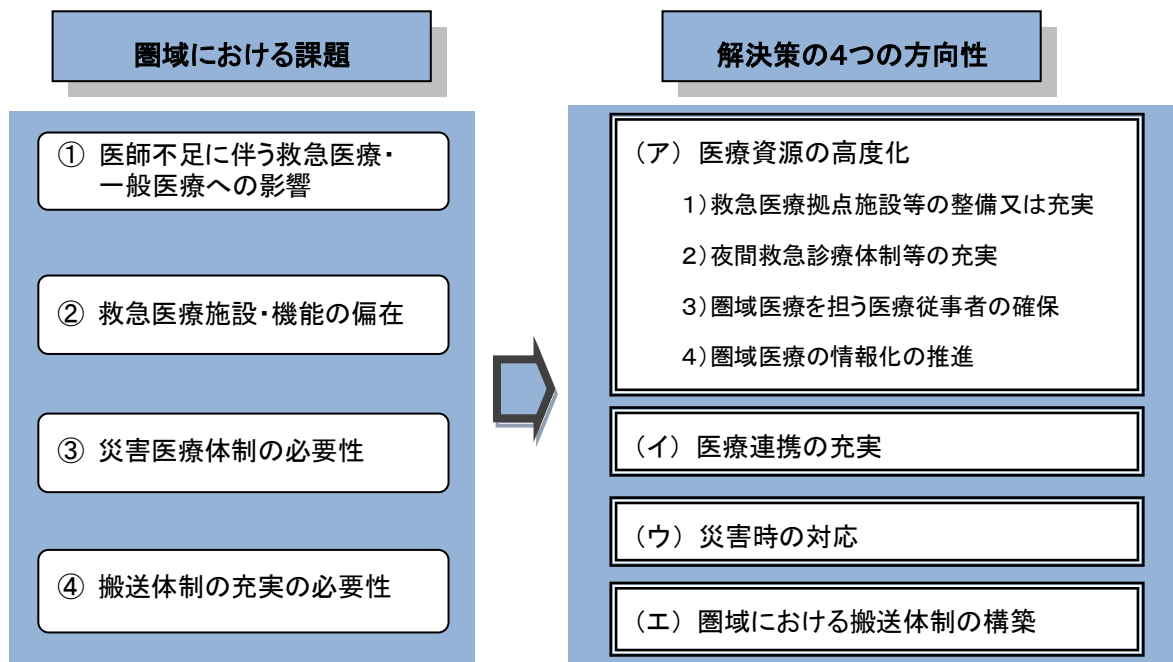 圏域における課題
① 医師不足に伴う救急医療・
一般医療への影響
② 救急医療施設・機能の偏在
③ 災害医療体制の必要性
④ 搬送体制の充実の必要性
解決策の4つの方向性
（ア） 医療資源の高度化
1）救急医療拠点施設等の整備又は充実
2）夜間救急診療体制等の充実
3）圏域医療を担う医療従事者の確保
4）圏域医療の情報化の推進
（イ） 医療連携の充実
（ウ） 災害時の対応
（エ） 圏域における搬送体制の構築